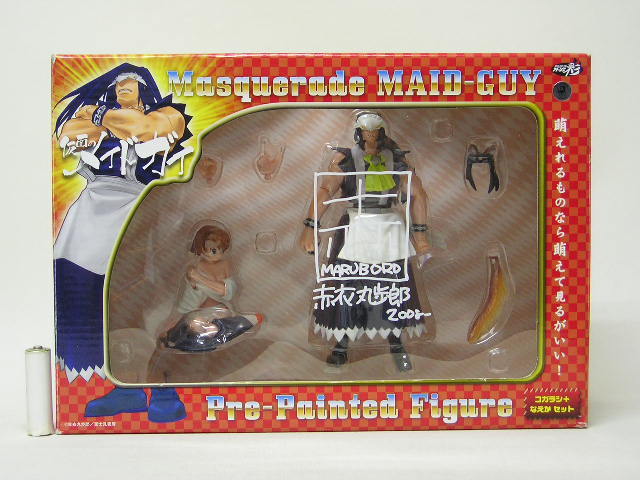 Masquerade MAID-GUY
仮面のメイドガイ
萌えれるものなら萌えて見るがいい!
MARUBORO
赤衣丸歩郎
2008
Pre-Painted Figure
コガラシ+
なえか セット